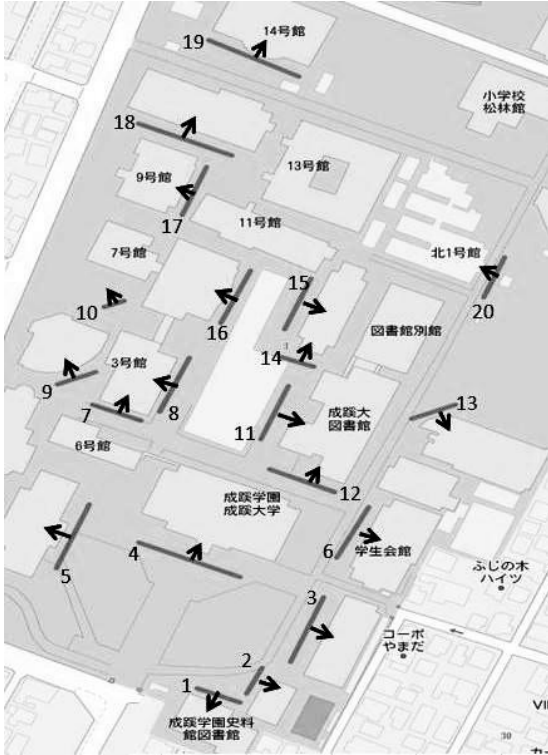 19
14号館
小学校
松林館
18
13号館
9号館
17
11号館
7号館
北1号館
10
15
20
16
図書館別館
3号館
14
9
13
7
8
11
成蹊大
図書館
6号館
12
成蹊学園
成蹊大学
4
6
学生会館
5
ふじの木
ハイツ
3
コーポ
やまだ
2
1
成蹊学園史料
館図書館
30